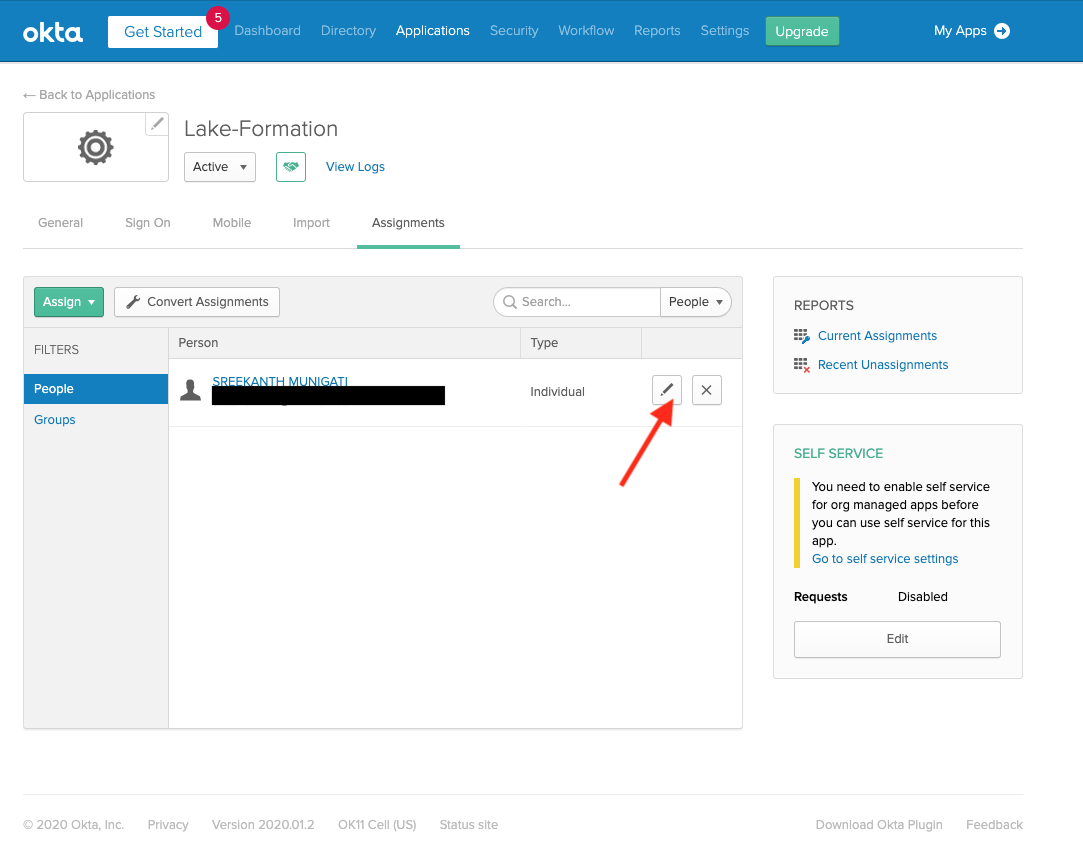 okta
Get Started
5
Dashboard
Directory
Applications
Security
Workflow
Reports
Settings
Upgrade
My Apps
← Back to Applications
Lake-Formation
Active
View Logs
General
Sign On
Mobile
Import
Assignments
Assign
Convert Assignments
Search...
People
FILTERS
People
Groups
Person
Type
SREEKANTH MUNIGATI
Individual
REPORTS
Current Assignments
Recent Unassignments
SELF SERVICE
You need to enable self service
for org managed apps before
you can use self service for this
app.
Go to self service settings
Requests
Disabled
Edit
© 2020 Okta, Inc.
Privacy
Version 2020.01.2
OK11 Cell (US)
Status site
Download Okta Plugin
Feedback